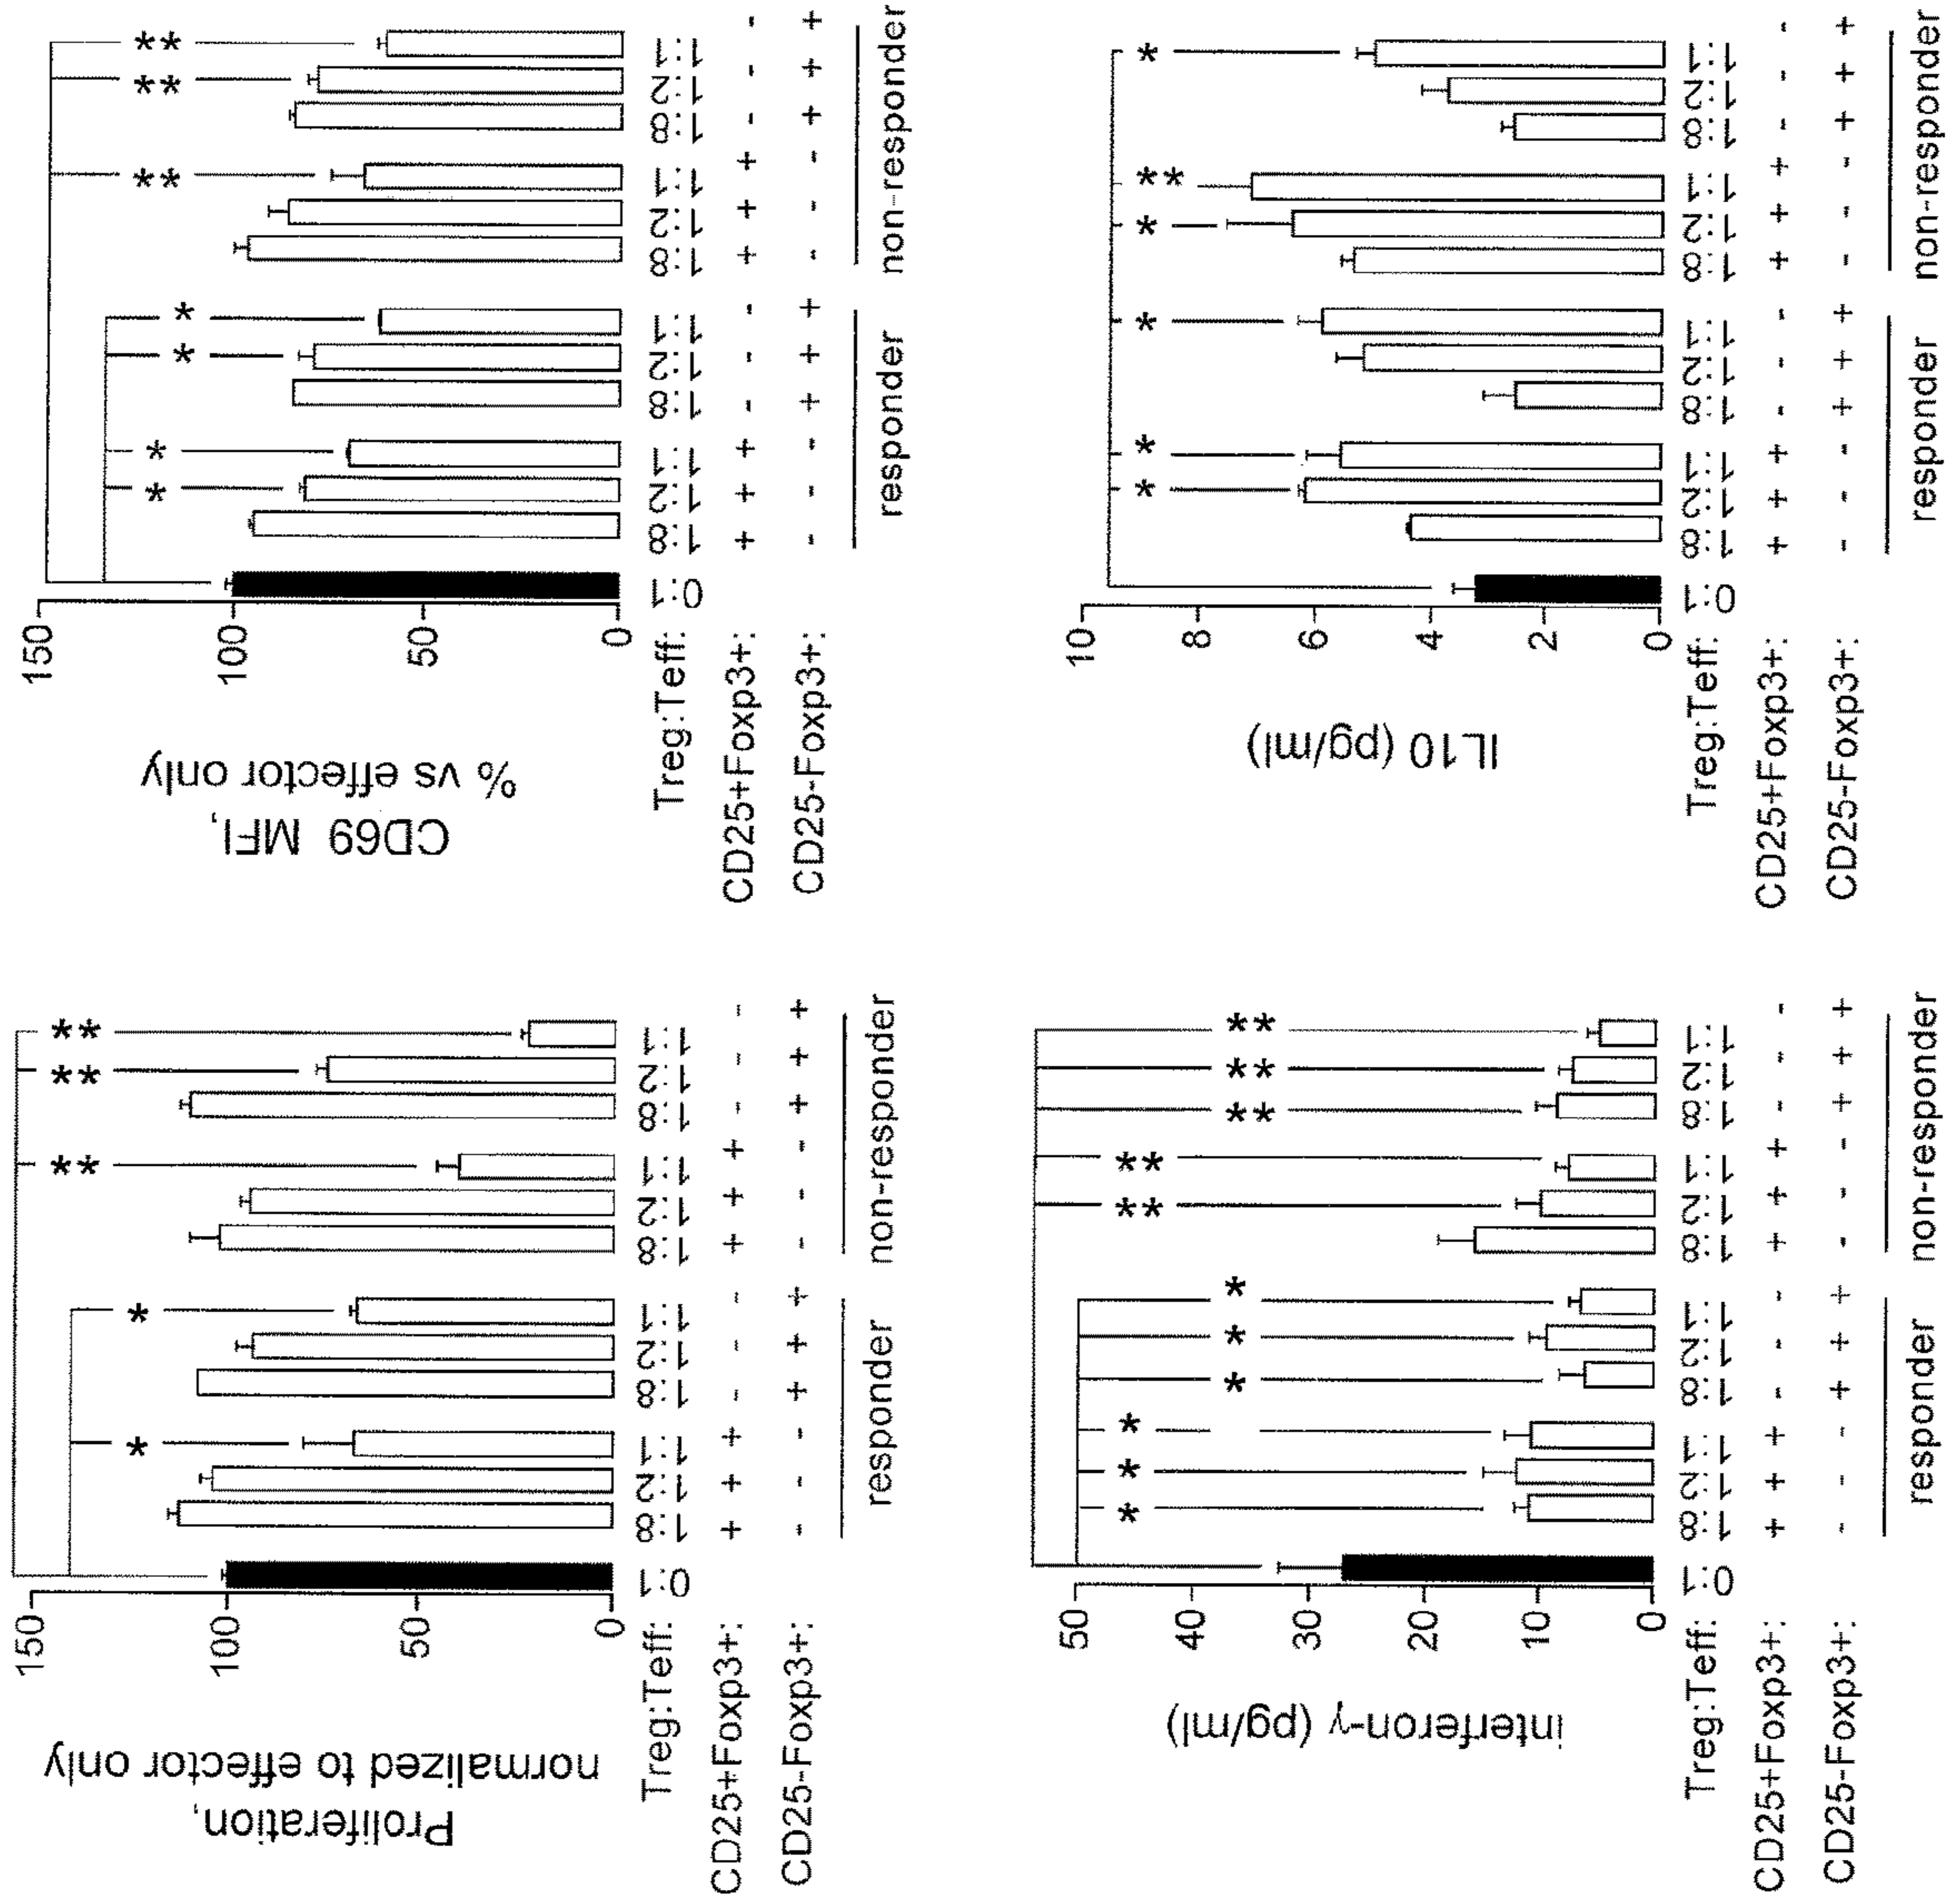 Proliferation,
normalized to effector only
150
100
50
0
** ** **
* *
Treg:Teff: 0:1 1:8 1:2 1:1 1:8 1:2 1:1 1:8 1:2 1:1 1:8 1:2 1:1
CD25+Foxp3+: + + + - - - + + + - - -
CD25-Foxp3+: - - - + + + - - - + + +
responder non-responder
CD69 MFI,
% vs effector only
150
100
50
0
** ** **
* * * *
Treg:Teff: 0:1 1:8 1:2 1:1 1:8 1:2 1:1 1:8 1:2 1:1 1:8 1:2 1:1
CD25+Foxp3+: + + + - - - + + + - - -
CD25-Foxp3+: - - - + + + - - - + + +
responder non-responder
interferon-γ (pg/ml)
50
40
30
20
10
0
* * * * * * ** ** ** ** **
Treg:Teff: 0:1 1:8 1:2 1:1 1:8 1:2 1:1 1:8 1:2 1:1 1:8 1:2 1:1
CD25+Foxp3+: + + + - - - + + + - - -
CD25-Foxp3+: - - - + + + - - - + + +
responder non-responder
IL10 (pg/ml)
10
8
6
4
2
0
* * * * ** *
Treg:Teff: 0:1 1:8 1:2 1:1 1:8 1:2 1:1 1:8 1:2 1:1 1:8 1:2 1:1
CD25+Foxp3+: + + + - - - + + + - - -
CD25-Foxp3+: - - - + + + - - - + + +
responder non-responder